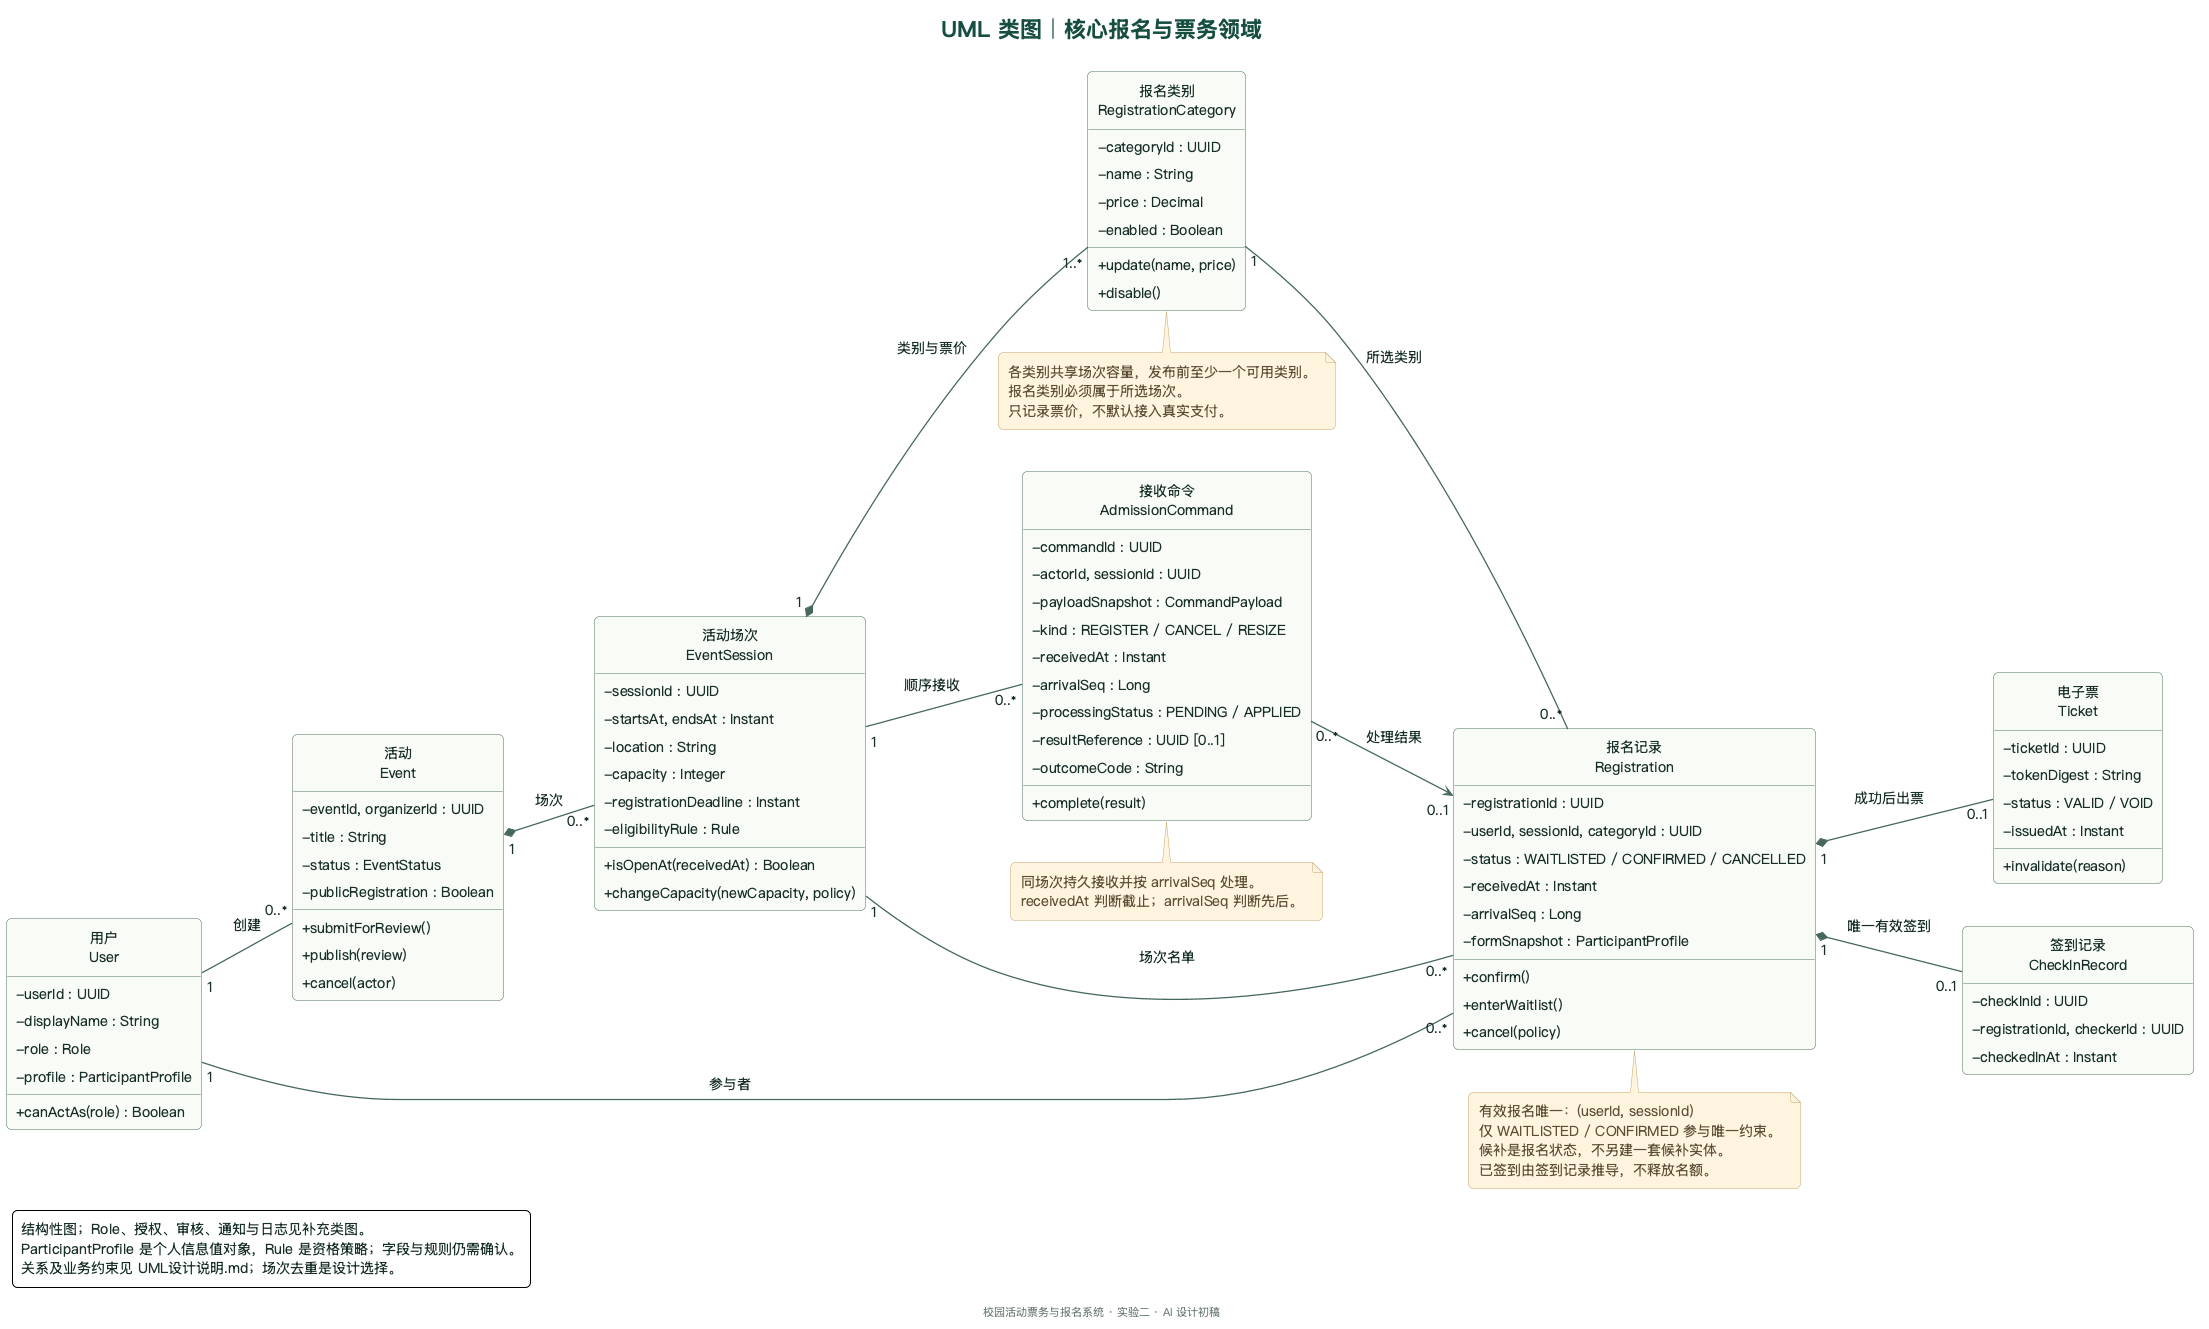 UML 类图｜核心报名与票务领域
报名类别
RegistrationCategory
–categoryId : UUID
–name : String
–price : Decimal
–enabled : Boolean
+update(name, price)
+disable()
1..*
1
类别与票价
所选类别
各类别共享场次容量，发布前至少一个可用类别。
报名类别必须属于所选场次。
只记录票价，不默认接入真实支付。
接收命令
AdmissionCommand
–commandId : UUID
–actorId, sessionId : UUID
–payloadSnapshot : CommandPayload
–kind : REGISTER / CANCEL / RESIZE
–receivedAt : Instant
–arrivalSeq : Long
–processingStatus : PENDING / APPLIED
–resultReference : UUID [0..1]
–outcomeCode : String
+complete(result)
同场次持久接收并按 arrivalSeq 处理。
receivedAt 判断截止；arrivalSeq 判断先后。
1
活动场次
EventSession
–sessionId : UUID
–startsAt, endsAt : Instant
–location : String
–capacity : Integer
–registrationDeadline : Instant
–eligibilityRule : Rule
+isOpenAt(receivedAt) : Boolean
+changeCapacity(newCapacity, policy)
顺序接收
0..*
1
1
0..*
处理结果
0..1
0..*
报名记录
Registration
–registrationId : UUID
–userId, sessionId, categoryId : UUID
–status : WAITLISTED / CONFIRMED / CANCELLED
–receivedAt : Instant
–arrivalSeq : Long
–formSnapshot : ParticipantProfile
+confirm()
+enterWaitlist()
+cancel(policy)
电子票
Ticket
–ticketId : UUID
–tokenDigest : String
–status : VALID / VOID
–issuedAt : Instant
+invalidate(reason)
成功后出票
0..1
1
唯一有效签到
1
0..1
签到记录
CheckInRecord
–checkInId : UUID
–registrationId, checkerId : UUID
–checkedInAt : Instant
活动
Event
–eventId, organizerId : UUID
–title : String
–status : EventStatus
–publicRegistration : Boolean
+submitForReview()
+publish(review)
+cancel(actor)
场次
0..*
1
创建
0..*
1
用户
User
–userId : UUID
–displayName : String
–role : Role
–profile : ParticipantProfile
+canActAs(role) : Boolean
1
参与者
0..*
场次名单
0..*
有效报名唯一：(userId, sessionId)
仅 WAITLISTED / CONFIRMED 参与唯一约束。
候补是报名状态，不另建一套候补实体。
已签到由签到记录推导，不释放名额。
结构性图；Role、授权、审核、通知与日志见补充类图。
ParticipantProfile 是个人信息值对象，Rule 是资格策略；字段与规则仍需确认。
关系及业务约束见 UML设计说明.md；场次去重是设计选择。
校园活动票务与报名系统 · 实验二 · AI 设计初稿